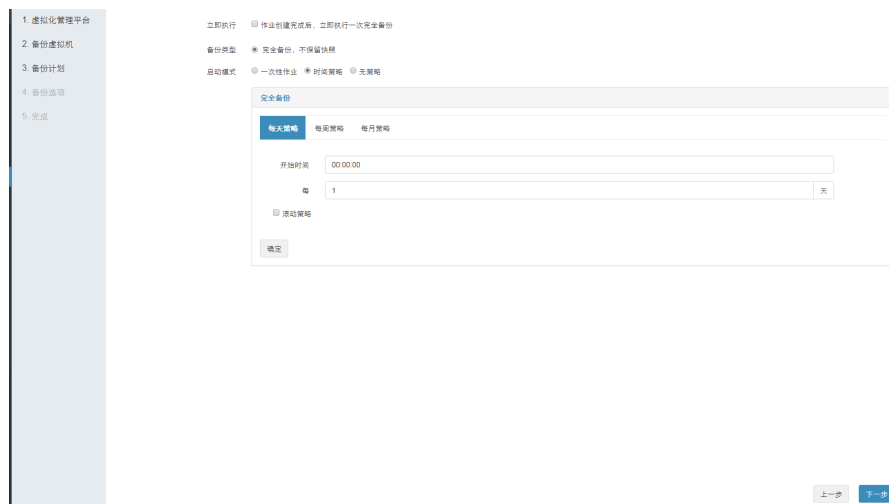 1. 虚拟化管理平台
2. 备份虚拟机
3. 备份计划
4. 备份选项
5. 完成
立即执行 作业创建完成后，立即执行一次完全备份
备份类型 完全备份，不保留快照
启动模式 一次性作业 时间策略 无策略
完全备份
每天策略 每周策略 每月策略
开始时间 00:00:00
每 1 天
滚动策略
确定
上一步 下一步